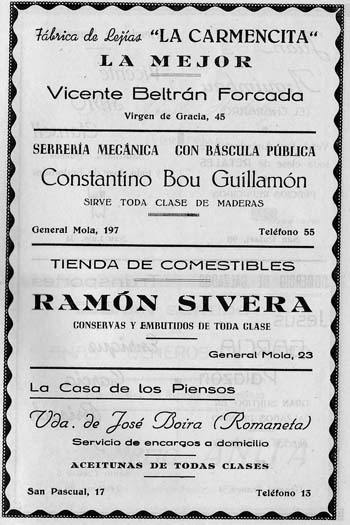 Fábrica de Lejías "LA CARMENCITA"
LA MEJOR
Vicente Beltrán Forcada
Virgen de Gracia, 45
SERRERÍA MECÁNICA CON BÁSCULA PÚBLICA
Constantino Bou Guillamón
SIRVE TODA CLASE DE MADERAS
General Mola, 197 Teléfono 55
TIENDA DE COMESTIBLES
RAMÓN SIVERA
CONSERVAS Y EMBUTIDOS DE TODA CLASE
General Mola, 23
La Casa de los Piensos
Vda. de José Boira (Romaneta)
Servicio de encargos a domicilio
ACEITUNAS DE TODAS CLASES
San Pascual, 17 Teléfono 13